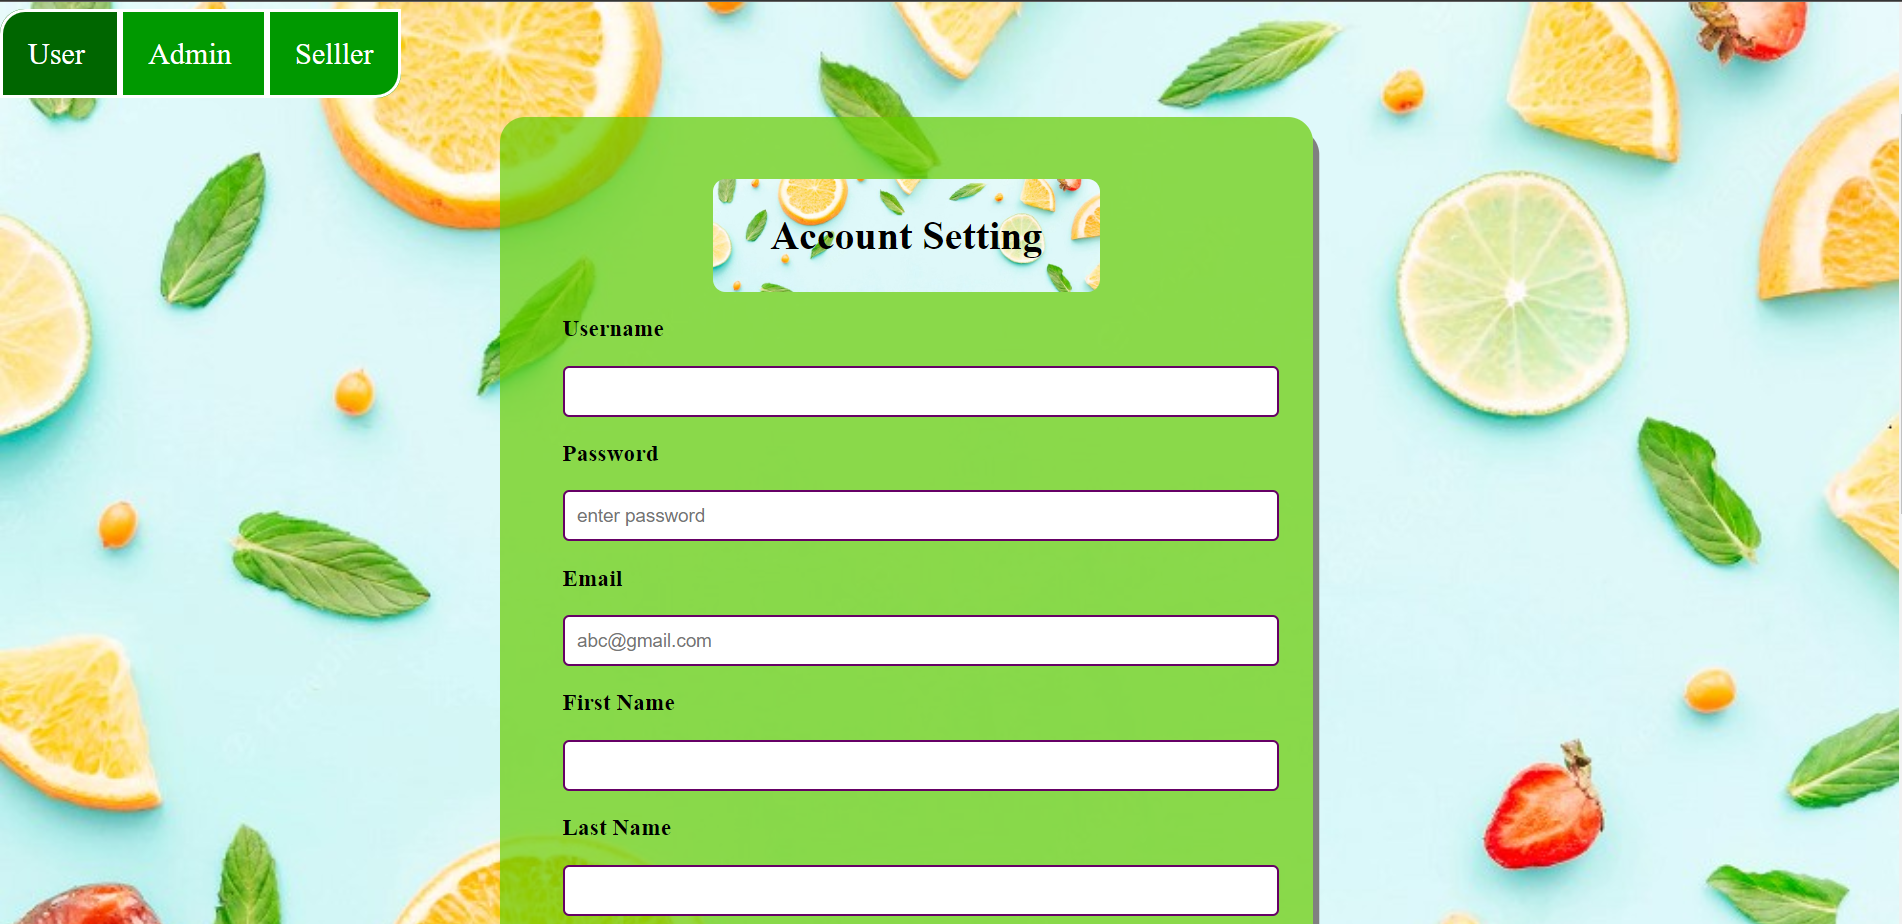 User Admin Selller
Account Setting
Username
Password
enter password
Email
abc@gmail.com
First Name
Last Name